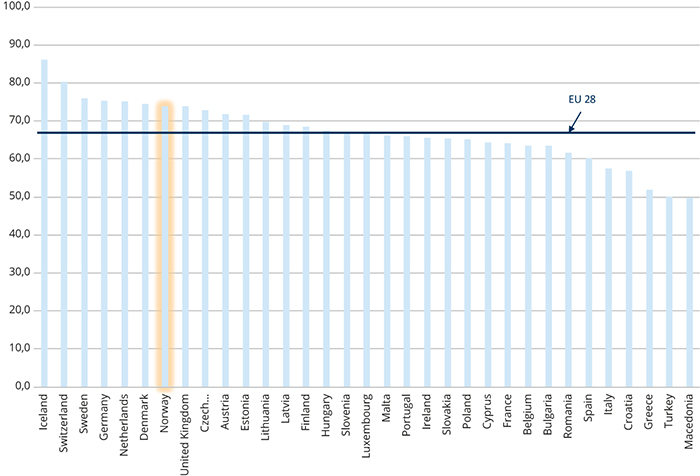 100,0
90,0
80,0
70,0
60,0
50,0
40,0
30,0
20,0
10,0
0,0
EU 28
Iceland
Switzerland
Sweden
Germany
Netherlands
Denmark
Norway
United Kingdom
Czech...
Austria
Estonia
Lithuania
Latvia
Finland
Hungary
Slovenia
Luxembourg
Malta
Portugal
Ireland
Slovakia
Poland
Cyprus
France
Belgium
Bulgaria
Romania
Spain
Italy
Croatia
Greece
Turkey
Macedonia